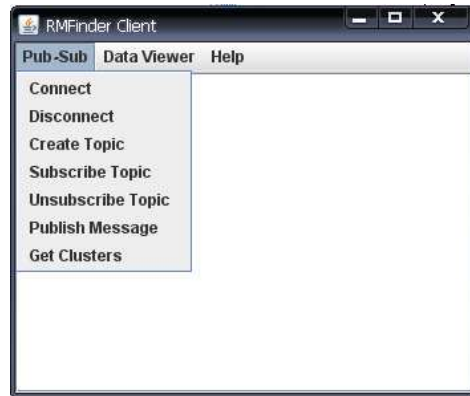 RMFinder Client
Pub-Sub Data Viewer Help
Connect
Disconnect
Create Topic
Subscribe Topic
Unsubscribe Topic
Publish Message
Get Clusters